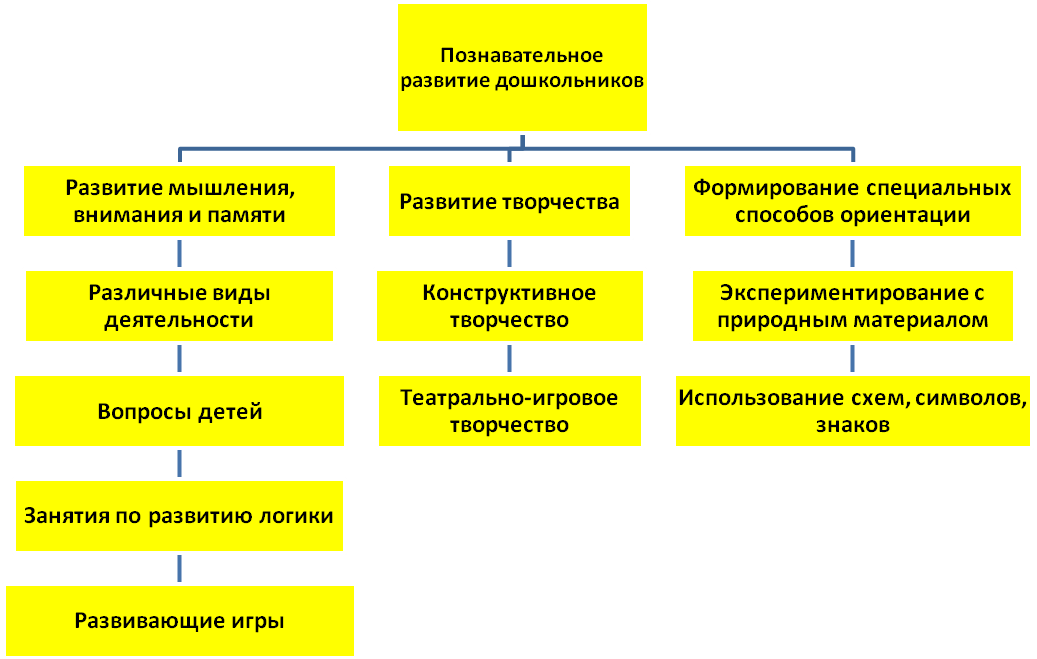 Познавательное
развитие дошкольников
Развитие мышления,
внимания и памяти
Развитие творчества
Формирование специальных
способов ориентации
Различные виды
деятельности
Конструктивное
творчество
Экспериментирование с
природным материалом
Вопросы детей
Театрально-игровое
творчество
Использование схем, символов,
знаков
Занятия по развитию логики
Развивающие игры